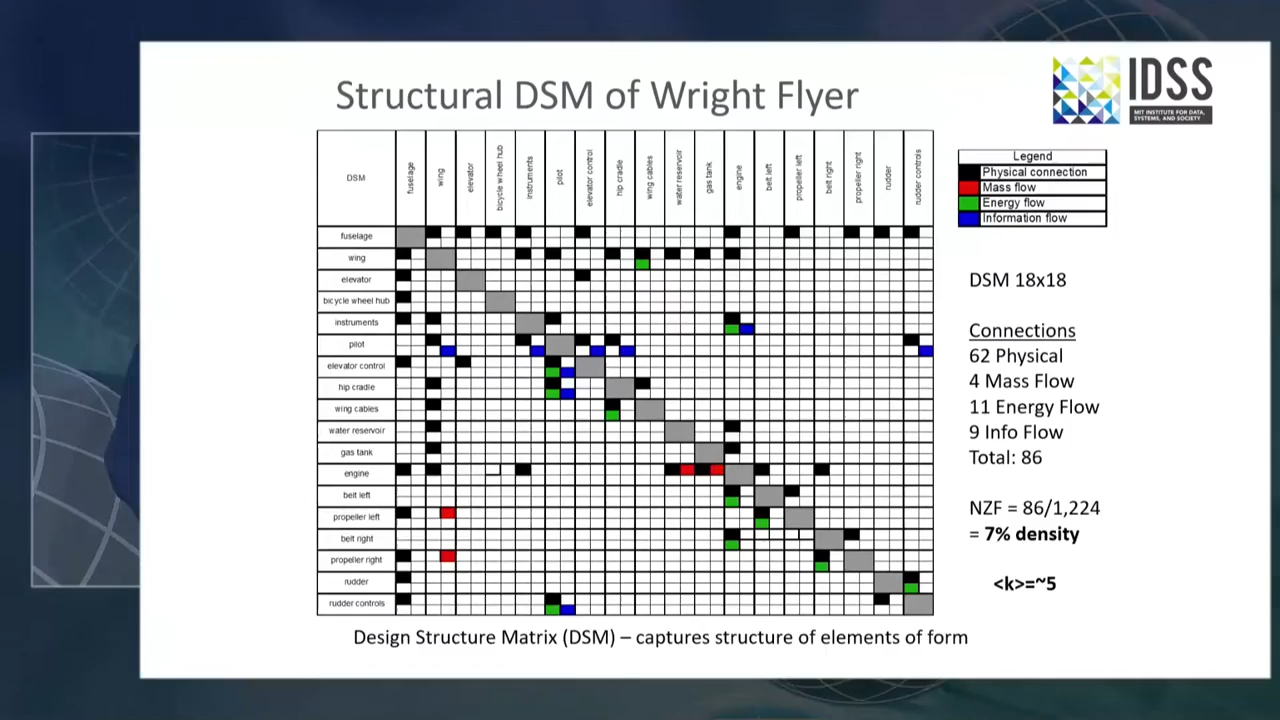 Structural DSM of Wright Flyer
IDSS
MIT INSTITUTE FOR DATA,
SYSTEMS, AND SOCIETY
DSM
fuselage
wing
elevator
bicycle wheel hub
instruments
pilot
elevator control
hip cradle
wing cables
water reservoir
gas tank
engine
belt left
propeller left
belt right
propeller right
rudder
rudder controls
fuselage
wing
elevator
bicycle wheel hub
instruments
pilot
elevator control
hip cradle
wing cables
water reservoir
gas tank
engine
belt left
propeller left
belt right
propeller right
rudder
rudder controls
Legend
Physical connection
Mass flow
Energy flow
Information flow
DSM 18x18
Connections
62 Physical
4 Mass Flow
11 Energy Flow
9 Info Flow
Total: 86
NZF = 86/1,224
= 7% density
<k>=~5
Design Structure Matrix (DSM) – captures structure of elements of form